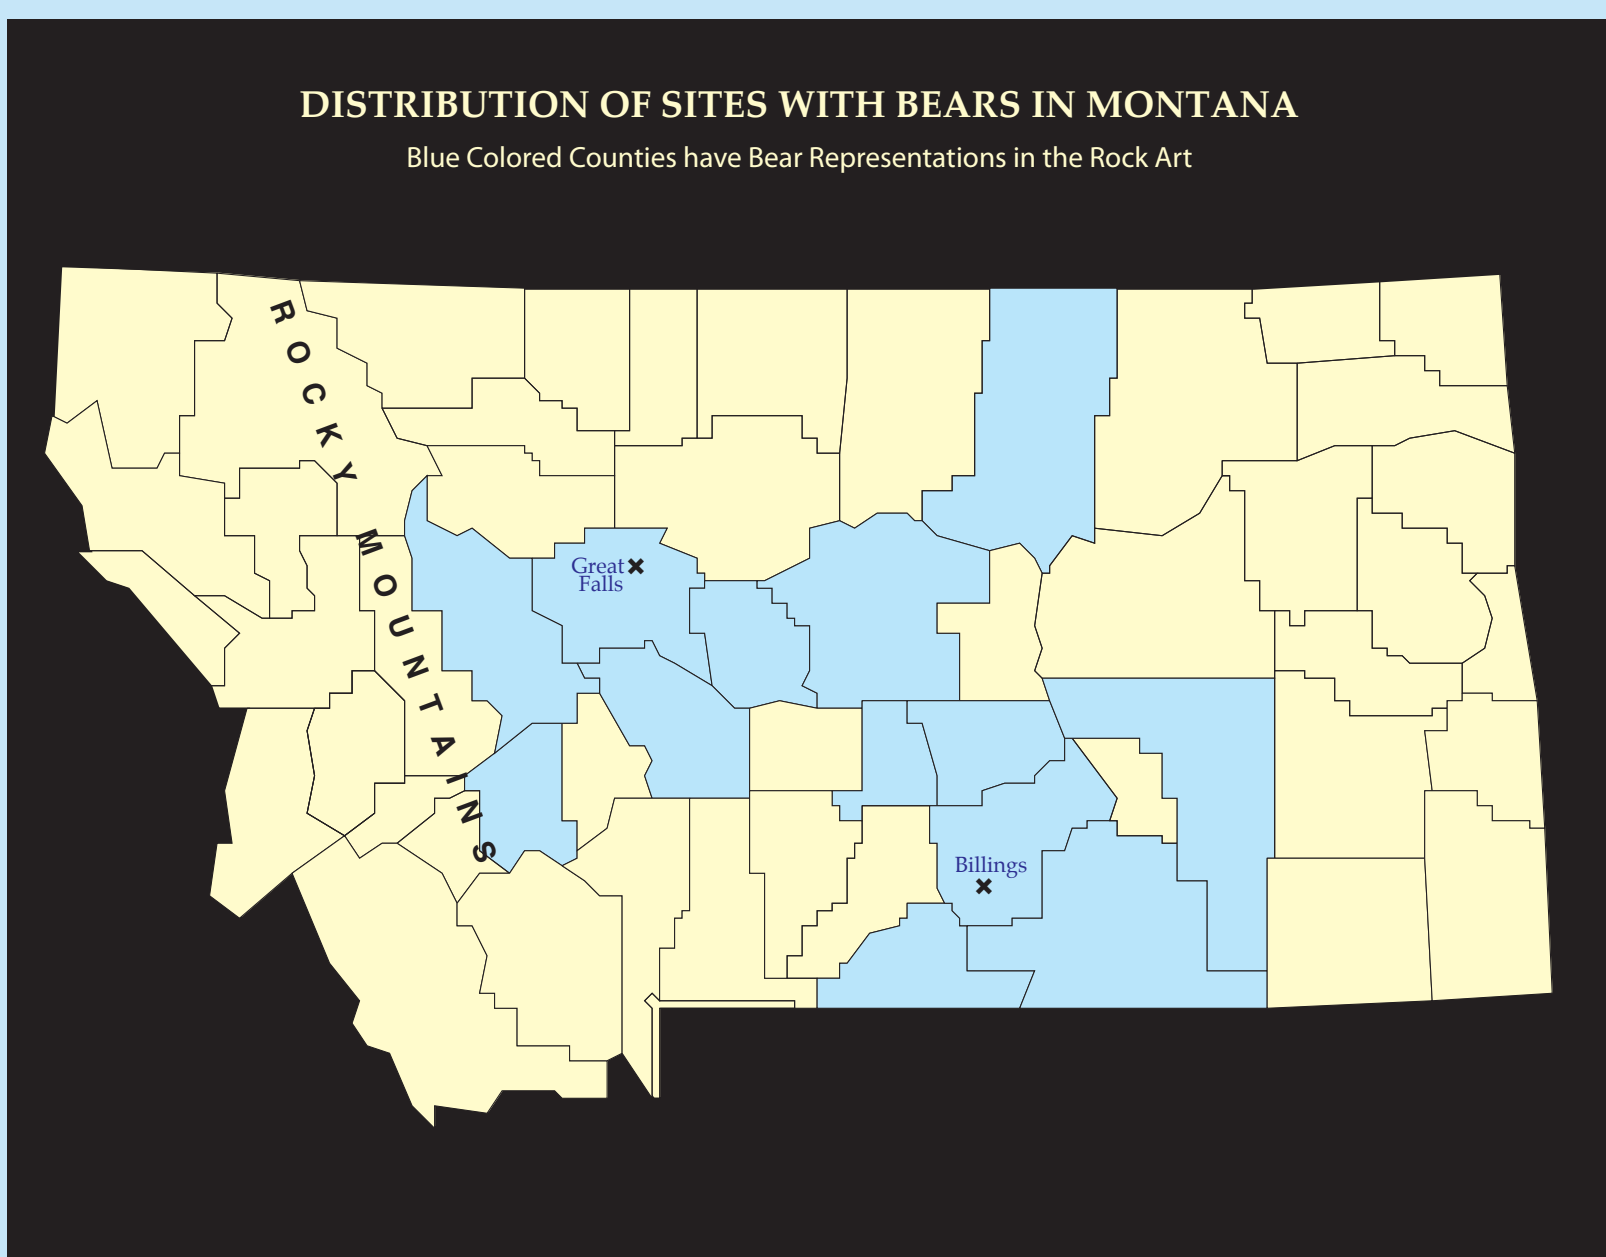 DISTRIBUTION OF SITES WITH BEARS IN MONTANA
Blue Colored Counties have Bear Representations in the Rock Art
ROCKY MOUNTAINS
Great
Falls
Billings